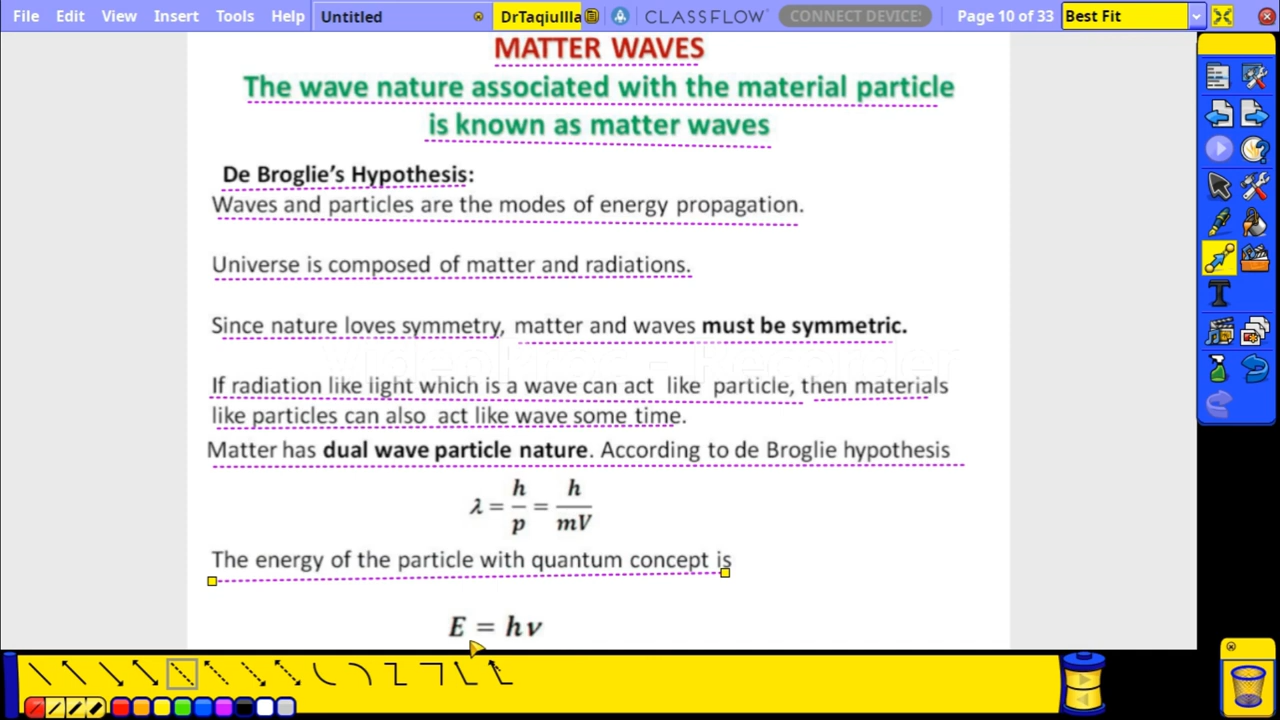 File Edit View Insert Tools Help Untitled DrTaqiullla CLASSFLOW CONNECT DEVICE Page 10 of 33 Best Fit
MATTER WAVES
The wave nature associated with the material particle
is known as matter waves
De Broglie's Hypothesis:
Waves and particles are the modes of energy propagation.
Universe is composed of matter and radiations.
Since nature loves symmetry, matter and waves must be symmetric.
If radiation like light which is a wave can act like particle, then materials
like particles can also act like wave some time.
Matter has dual wave particle nature. According to de Broglie hypothesis
λ = h/p = h/mV
The energy of the particle with quantum concept is
E = hν
T